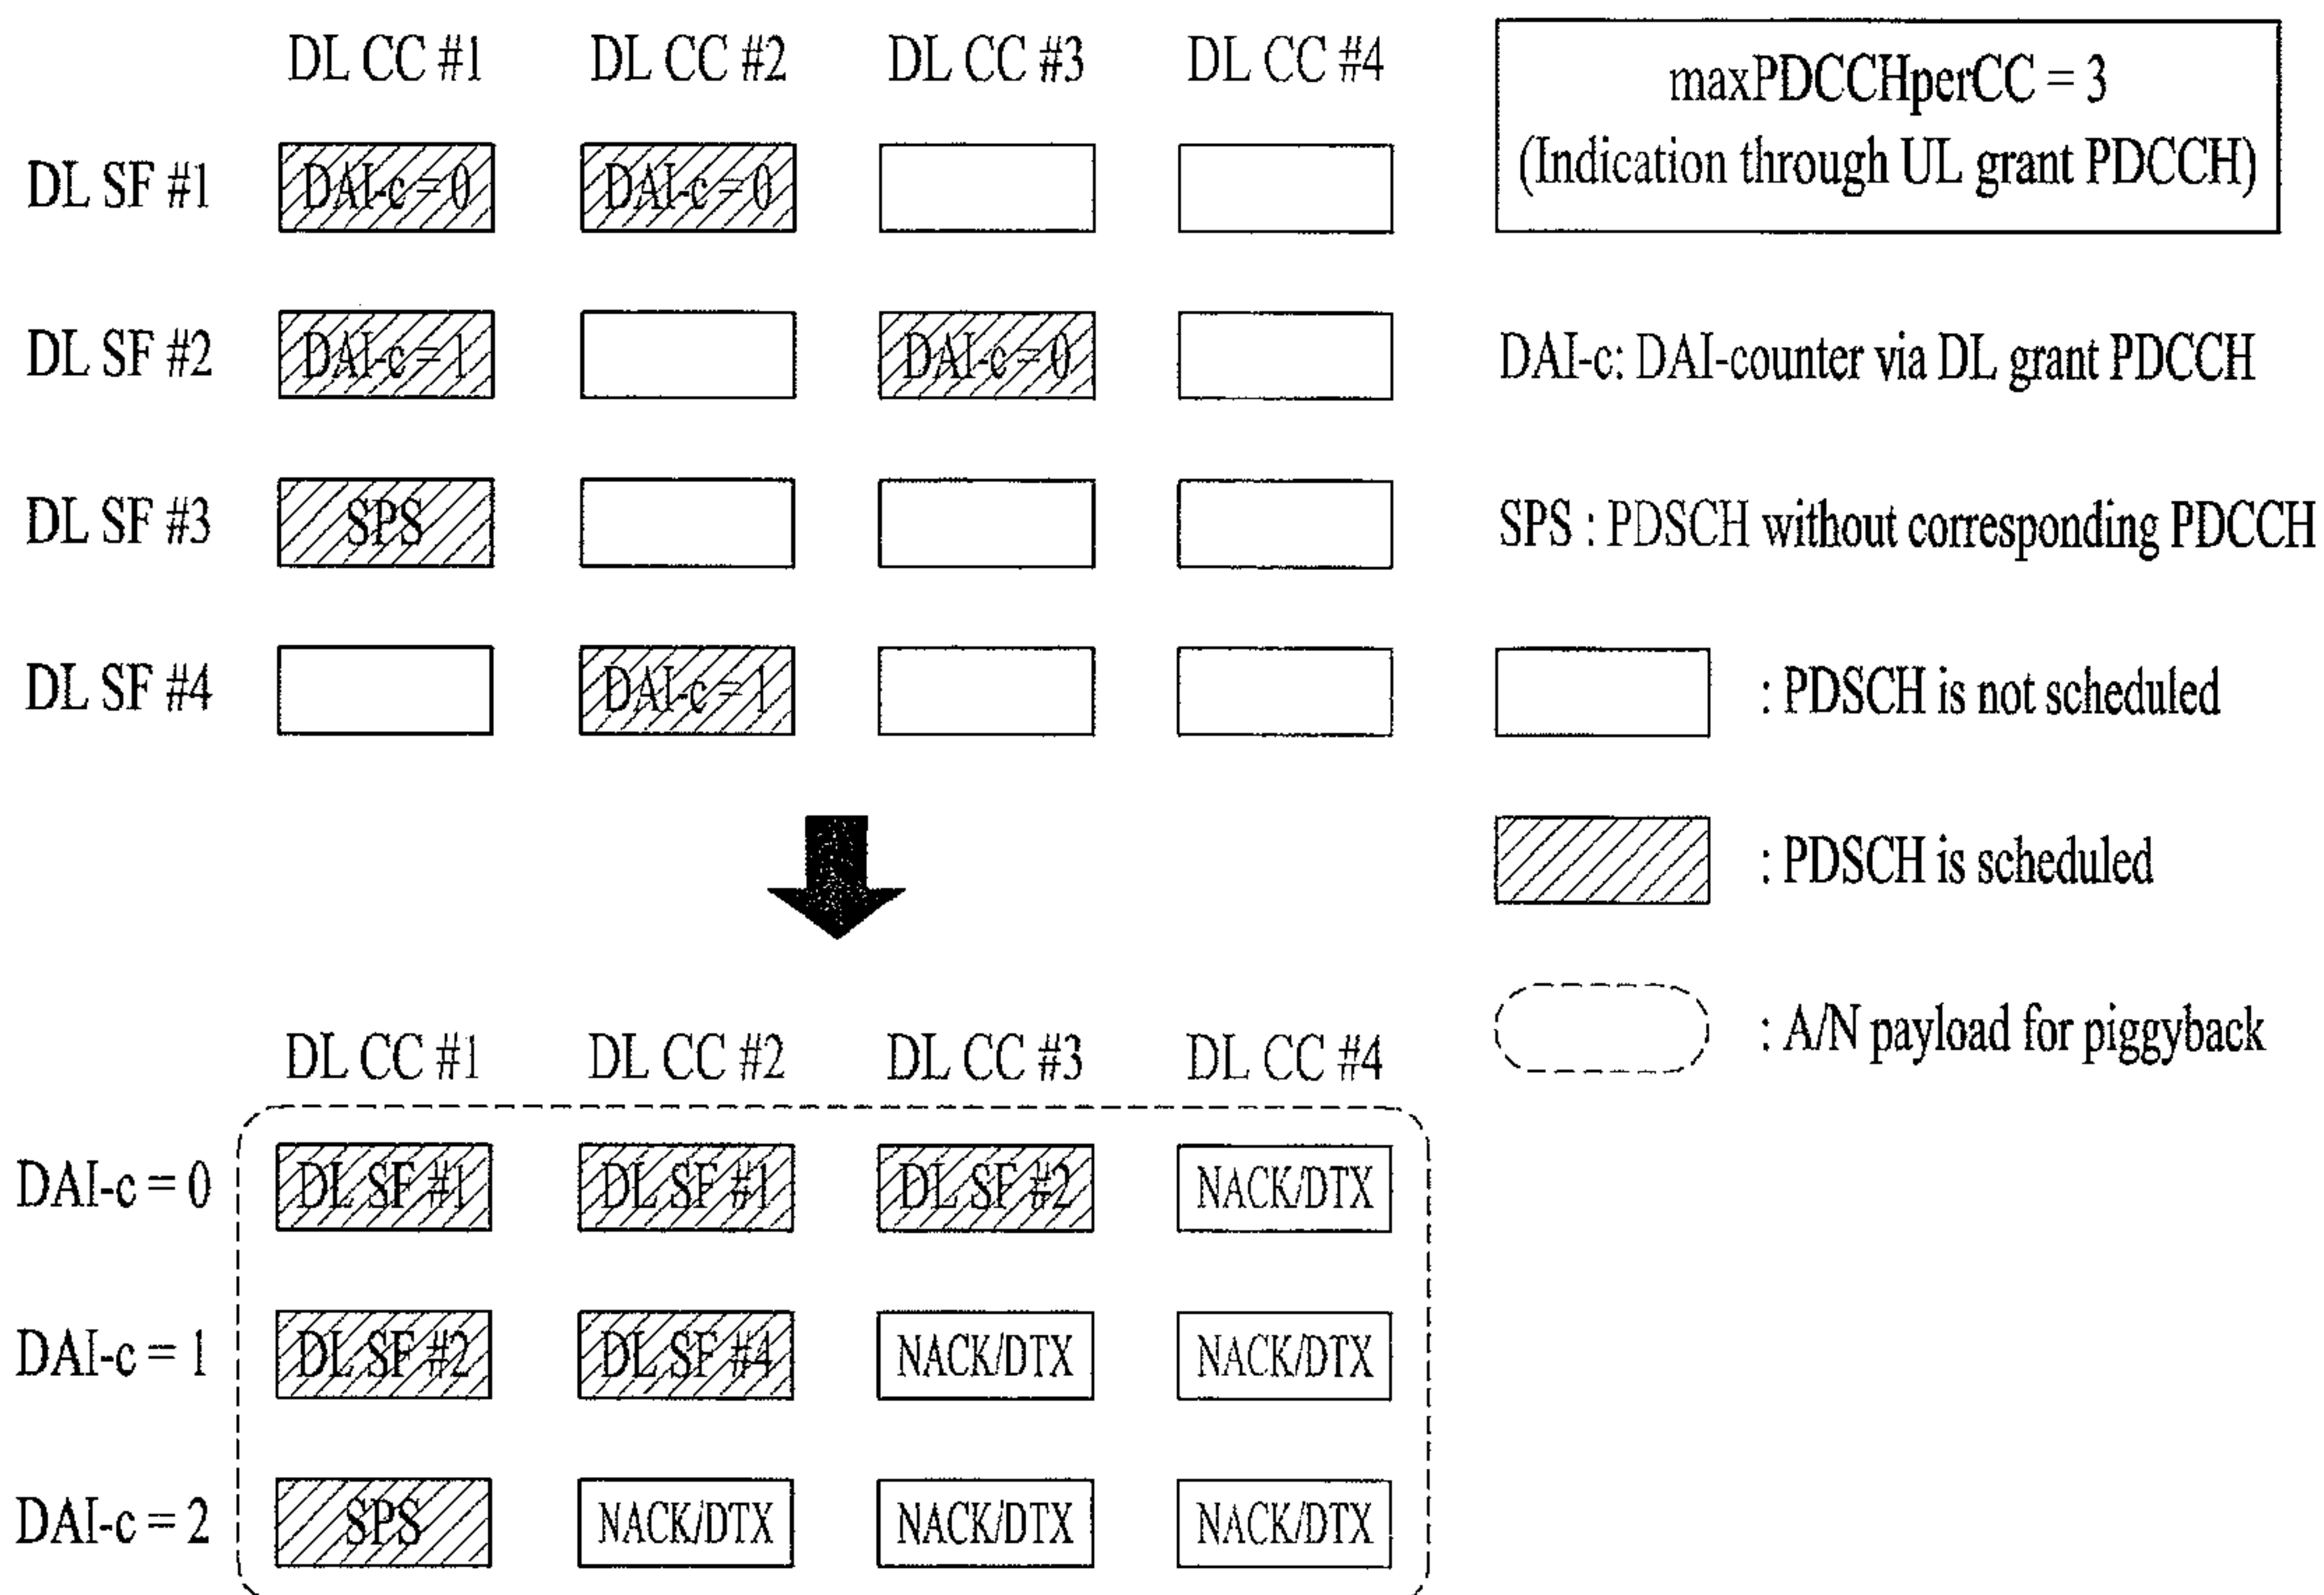 DL CC #1 DL CC #2 DL CC #3 DL CC #4
maxPDCCHperCC = 3
(Indication through UL grant PDCCH)
DL SF #1 DAI-c = 0 DAI-c = 0
DL SF #2 DAI-c = 1 DAI-c = 0
DAI-c: DAI-counter via DL grant PDCCH
DL SF #3 SPS
SPS : PDSCH without corresponding PDCCH
DL SF #4 DAI-c = 1
: PDSCH is not scheduled
: PDSCH is scheduled
: A/N payload for piggyback
DL CC #1 DL CC #2 DL CC #3 DL CC #4
DAI-c = 0 DL SF #1 DL SF #1 DL SF #2 NACK/DTX
DAI-c = 1 DL SF #2 DL SF #4 NACK/DTX NACK/DTX
DAI-c = 2 SPS NACK/DTX NACK/DTX NACK/DTX